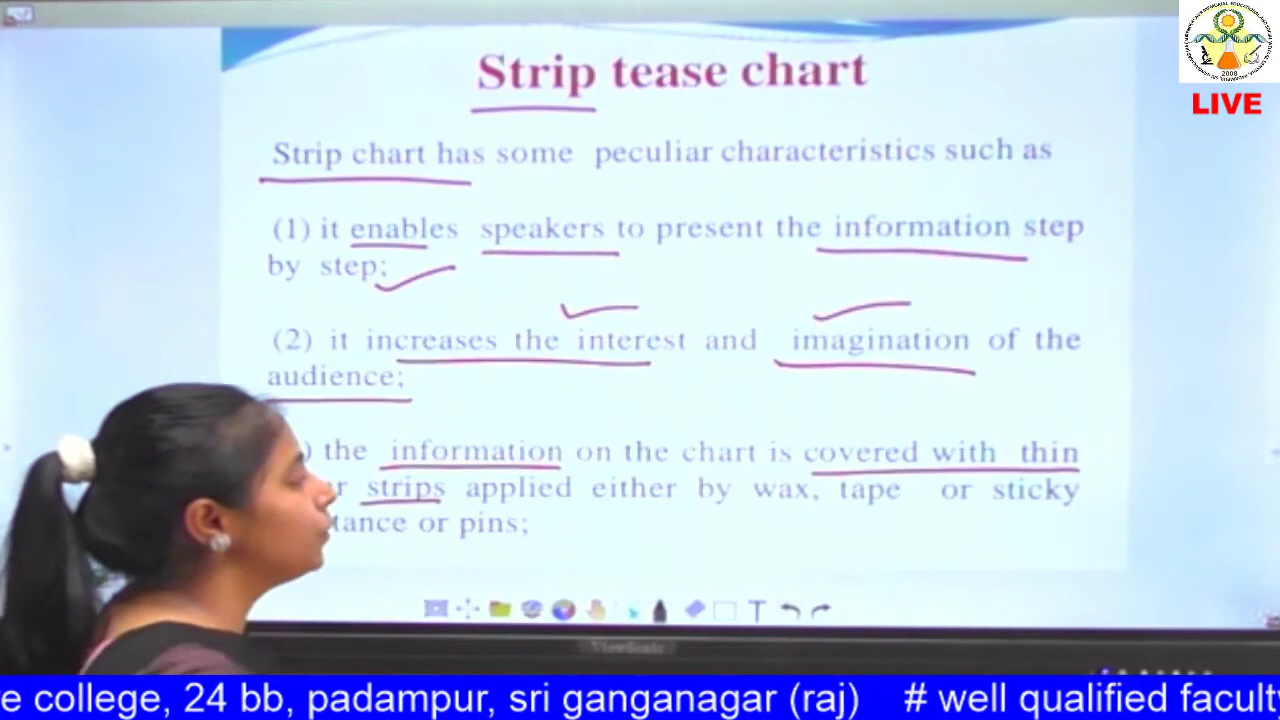 Strip tease chart
LIVE
Strip chart has some peculiar characteristics such as
(1) it enables speakers to present the information step
by step;
(2) it increases the interest and imagination of the
audience;
) the information on the chart is covered with thin
strips applied either by wax, tape or sticky
tance or pins;
T
ViewSonic
2008
e college, 24 bb, padampur, sri ganganagar (raj) # well qualified facult